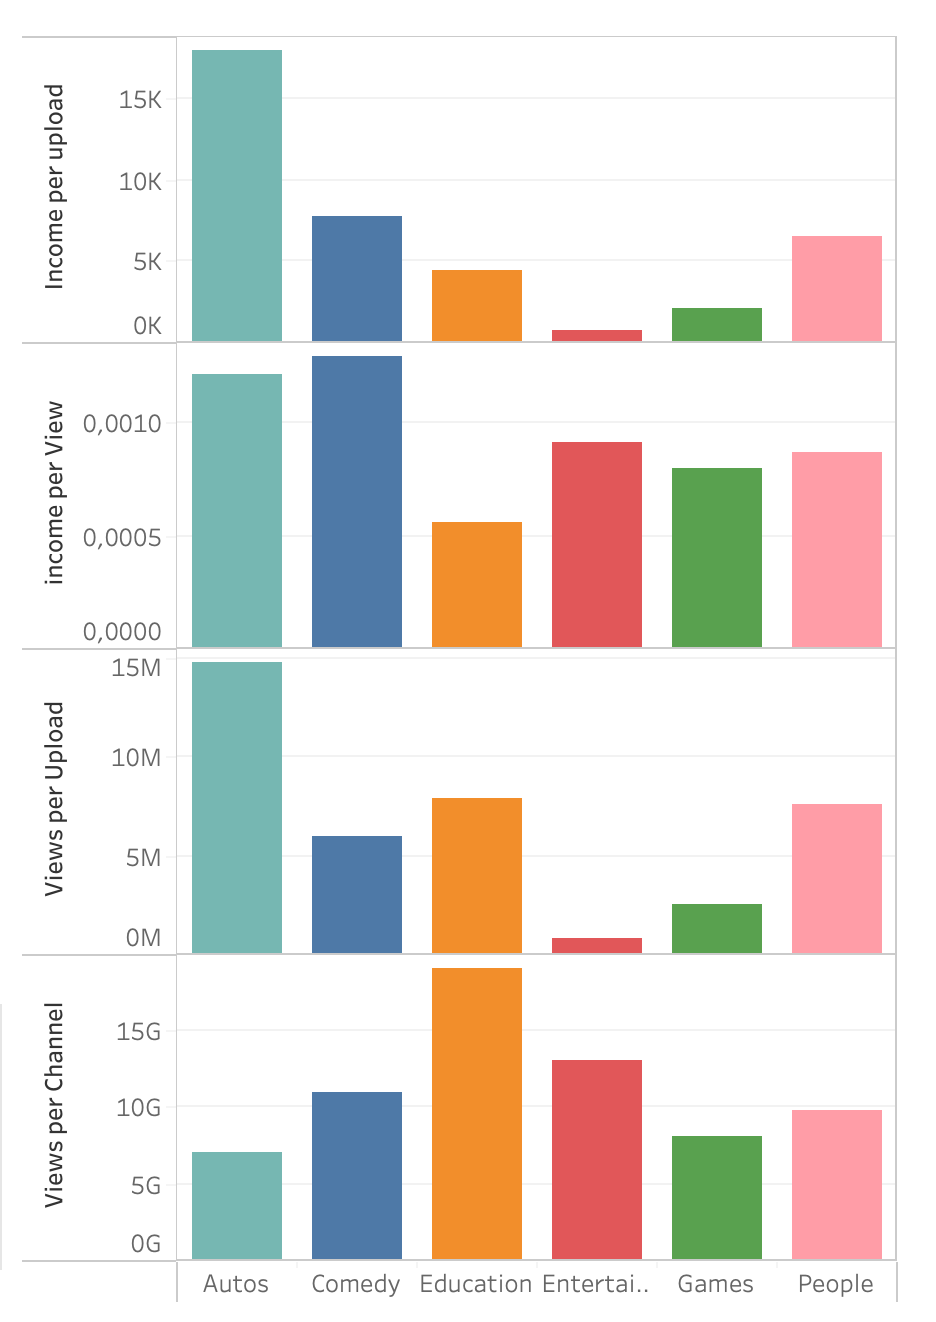 Income per upload
15K
10K
5K
0K
income per View
0,0010
0,0005
0,0000
Views per Upload
15M
10M
5M
0M
Views per Channel
15G
10G
5G
0G
Autos Comedy Education Entertai.. Games People